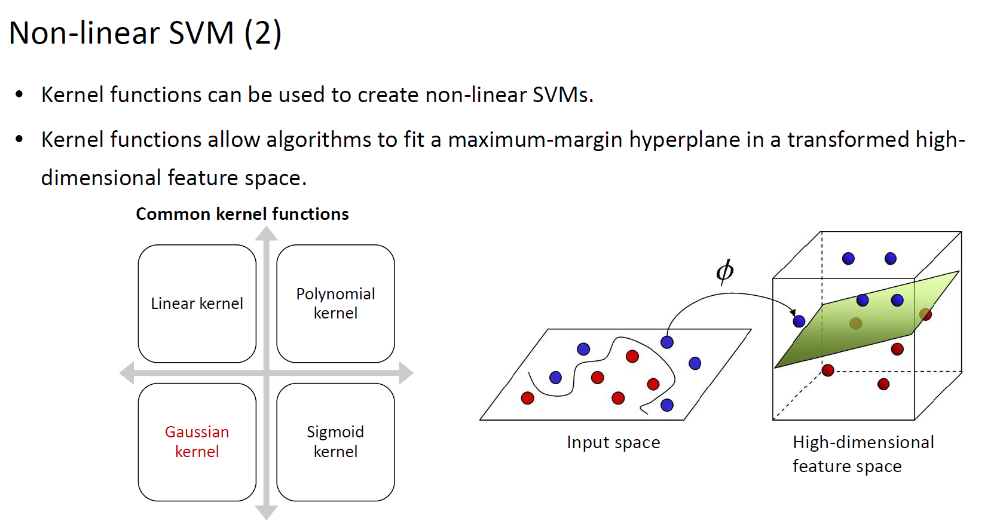 Non-linear SVM (2)
• Kernel functions can be used to create non-linear SVMs.
• Kernel functions allow algorithms to fit a maximum-margin hyperplane in a transformed high-
dimensional feature space.
Common kernel functions
Linear kernel
Polynomial
kernel
Gaussian
kernel
Sigmoid
kernel
ϕ
Input space
High-dimensional
feature space